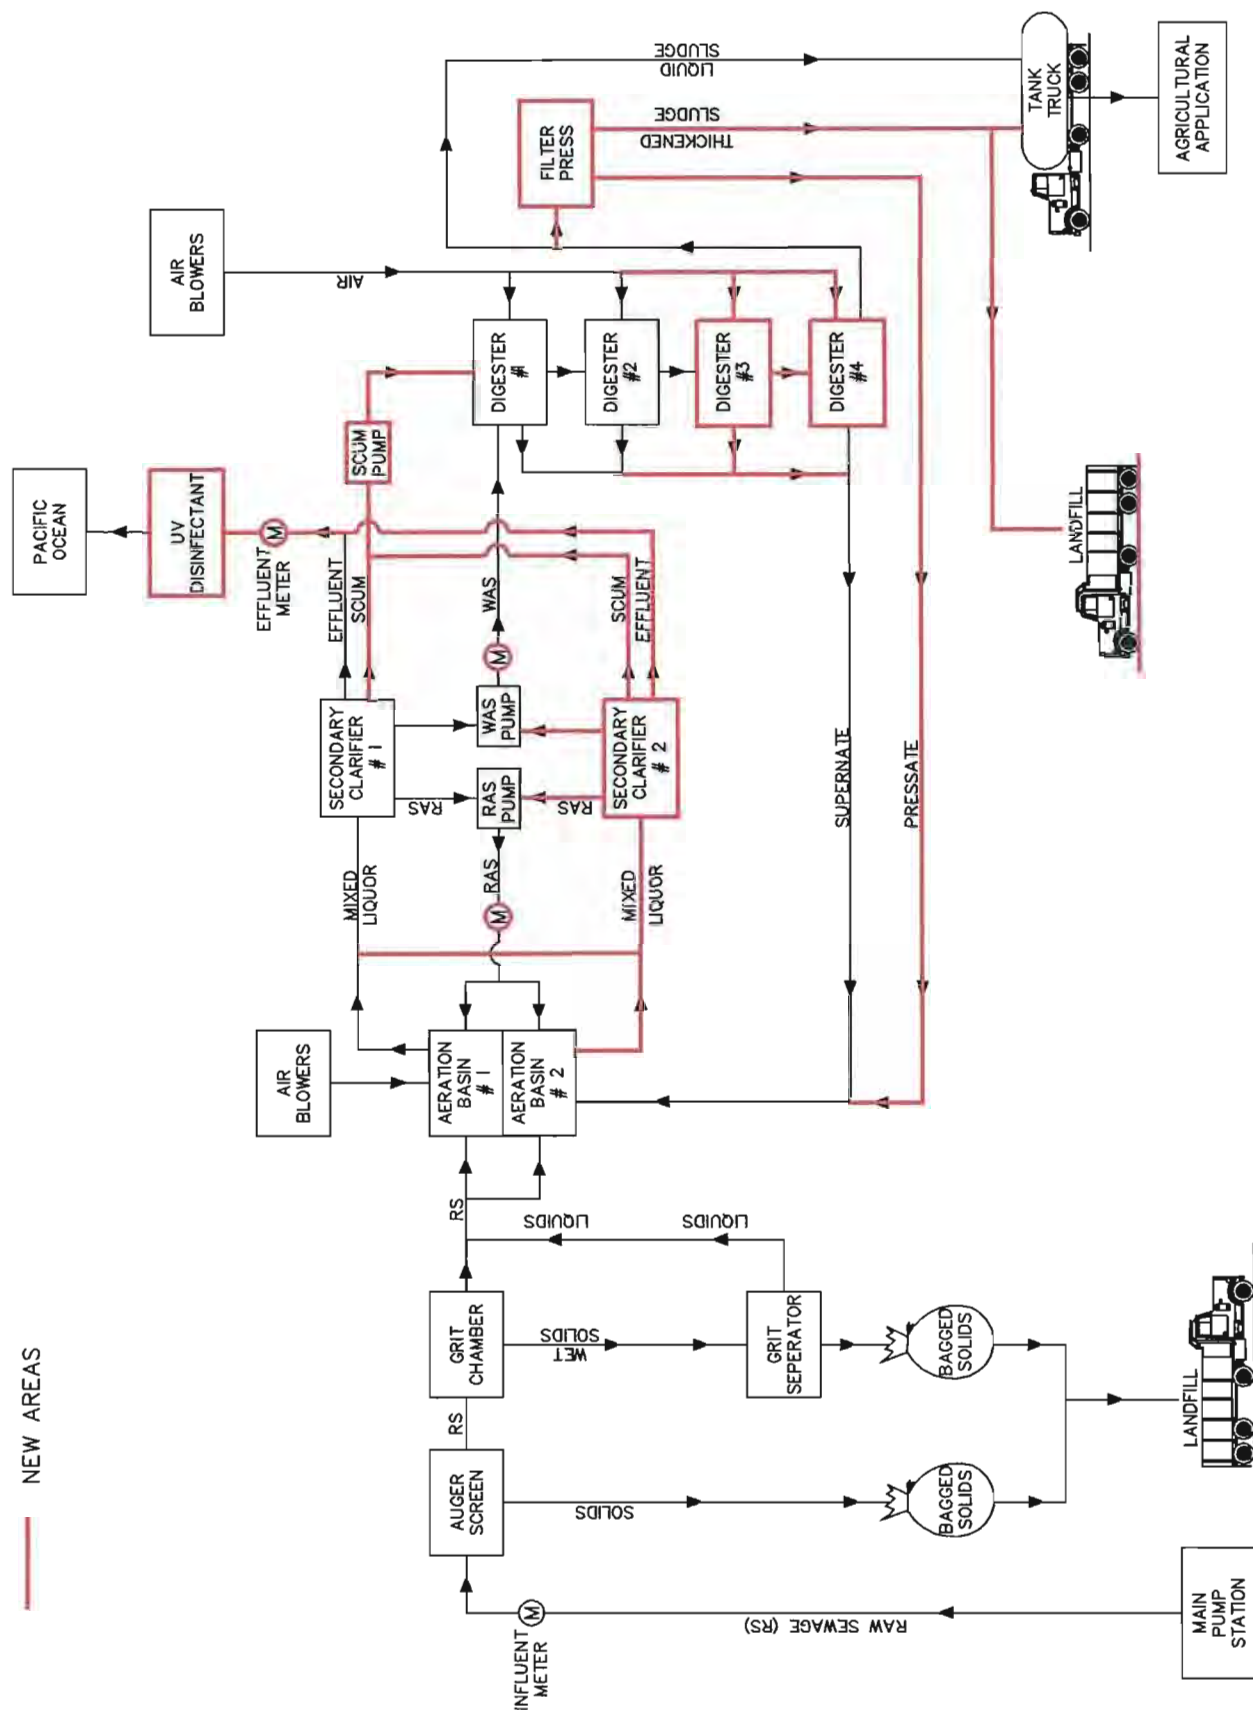 NEW AREAS
PACIFIC
OCEAN
UV
DISINFECTANT
EFFLUENT
METER
M
AIR
BLOWERS
AIR
SCUM
PUMP
EFFLUENT
SCUM
SECONDARY
CLARIFIER
# 1
MIXED
LIQUOR
AIR
BLOWERS
DIGESTER
#1
DIGESTER
#2
DIGESTER
#3
DIGESTER
#4
FILTER
PRESS
LIQUID
SLUDGE
THICKENED
SLUDGE
TANK
TRUCK
AGRICULTURAL
APPLICATION
WAS
M
WAS
PUMP
RAS
RAS
PUMP
RAS
RAS
M
SCUM
EFFLUENT
SECONDARY
CLARIFIER
# 2
MIXED
LIQUOR
AERATION
BASIN
# 1
AERATION
BASIN
# 2
SUPERNATE
PRESSATE
LANDFILL
RS
LIQUIDS
LIQUIDS
GRIT
CHAMBER
WET
SOLIDS
GRIT
SEPERATOR
BAGGED
SOLIDS
RS
AUGER
SCREEN
SOLIDS
BAGGED
SOLIDS
LANDFILL
INFLUENT
METER
M
RAW SEWAGE (RS)
MAIN
PUMP
STATION